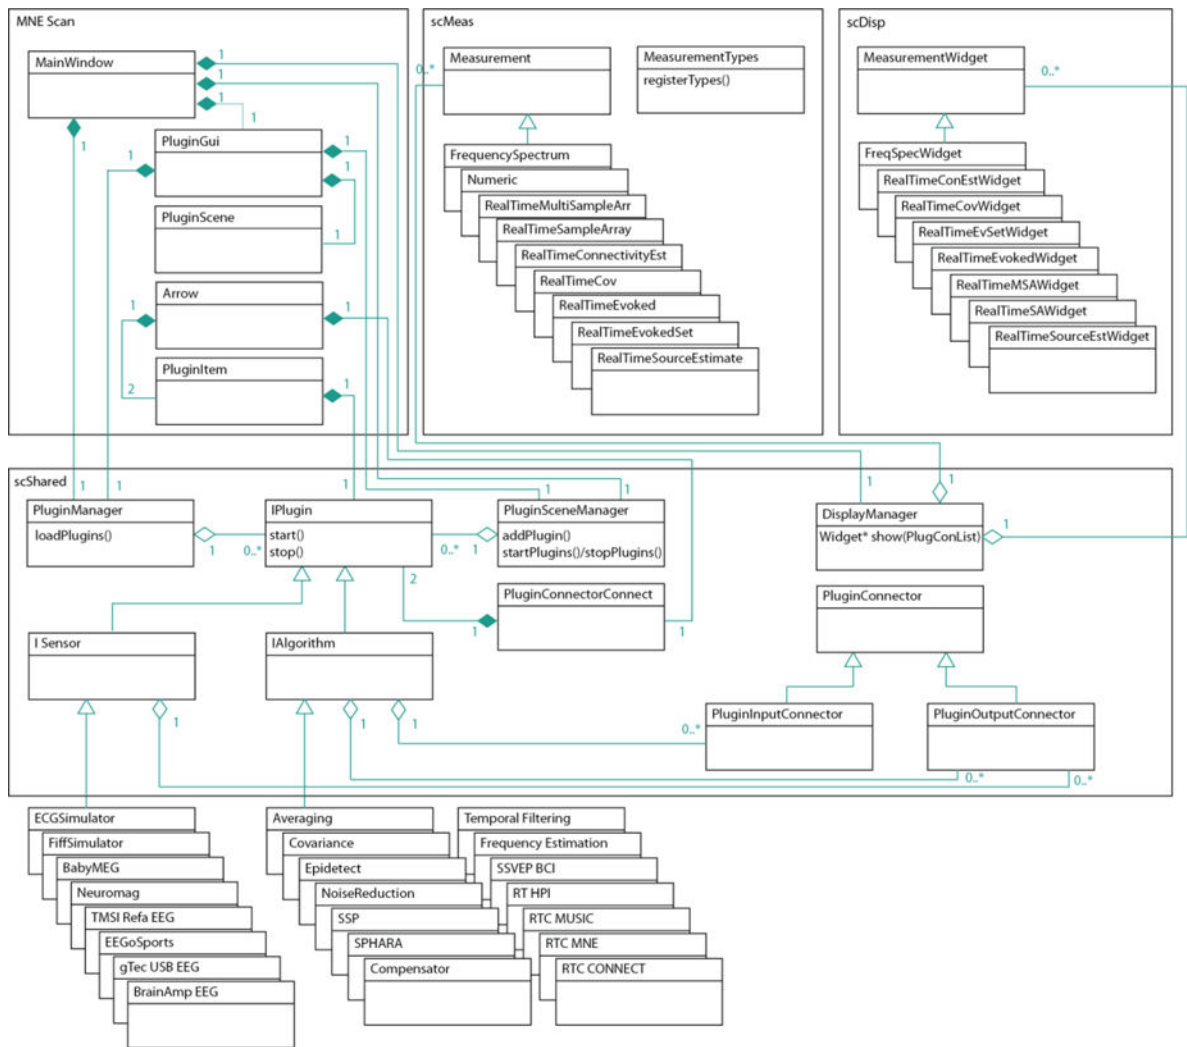 MNE Scan
MainWindow
1
1
1
1
1
PluginGui
1
1
1
PluginScene
1
Arrow
1
1
PluginItem
2
1
scMeas
0..*
Measurement
MeasurementTypes
registerTypes()
FrequencySpectrum
Numeric
RealTimeMultiSampleArr
RealTimeSampleArray
RealTimeConnectivityEst
RealTimeCov
RealTimeEvoked
RealTimeEvokedSet
RealTimeSourceEstimate
scDisp
MeasurementWidget
0..*
FreqSpecWidget
RealTimeConEstWidget
RealTimeCovWidget
RealTimeEvSetWidget
RealTimeEvokedWidget
RealTimeMSAWidget
RealTimeSAWidget
RealTimeSourceEstWidget
scShared
1
1
1
1
1
1
1
PluginManager
loadPlugins()
1
0..*
IPlugin
start()
stop()
0..*
1
PluginSceneManager
addPlugin()
startPlugins()/stopPlugins()
DisplayManager
Widget* show(PlugConList)
1
2
PluginConnectorConnect
1
1
PluginConnector
I Sensor
IAlgorithm
1
1
1
PluginInputConnector
0..*
PluginOutputConnector
0..*
0..*
ECGSimulator
FiffSimulator
BabyMEG
Neuromag
TMSI Refa EEG
EEGoSports
gTec USB EEG
BrainAmp EEG
Averaging
Covariance
Epidetect
NoiseReduction
SSP
SPHARA
Compensator
Temporal Filtering
Frequency Estimation
SSVEP BCI
RT HPI
RTC MUSIC
RTC MNE
RTC CONNECT